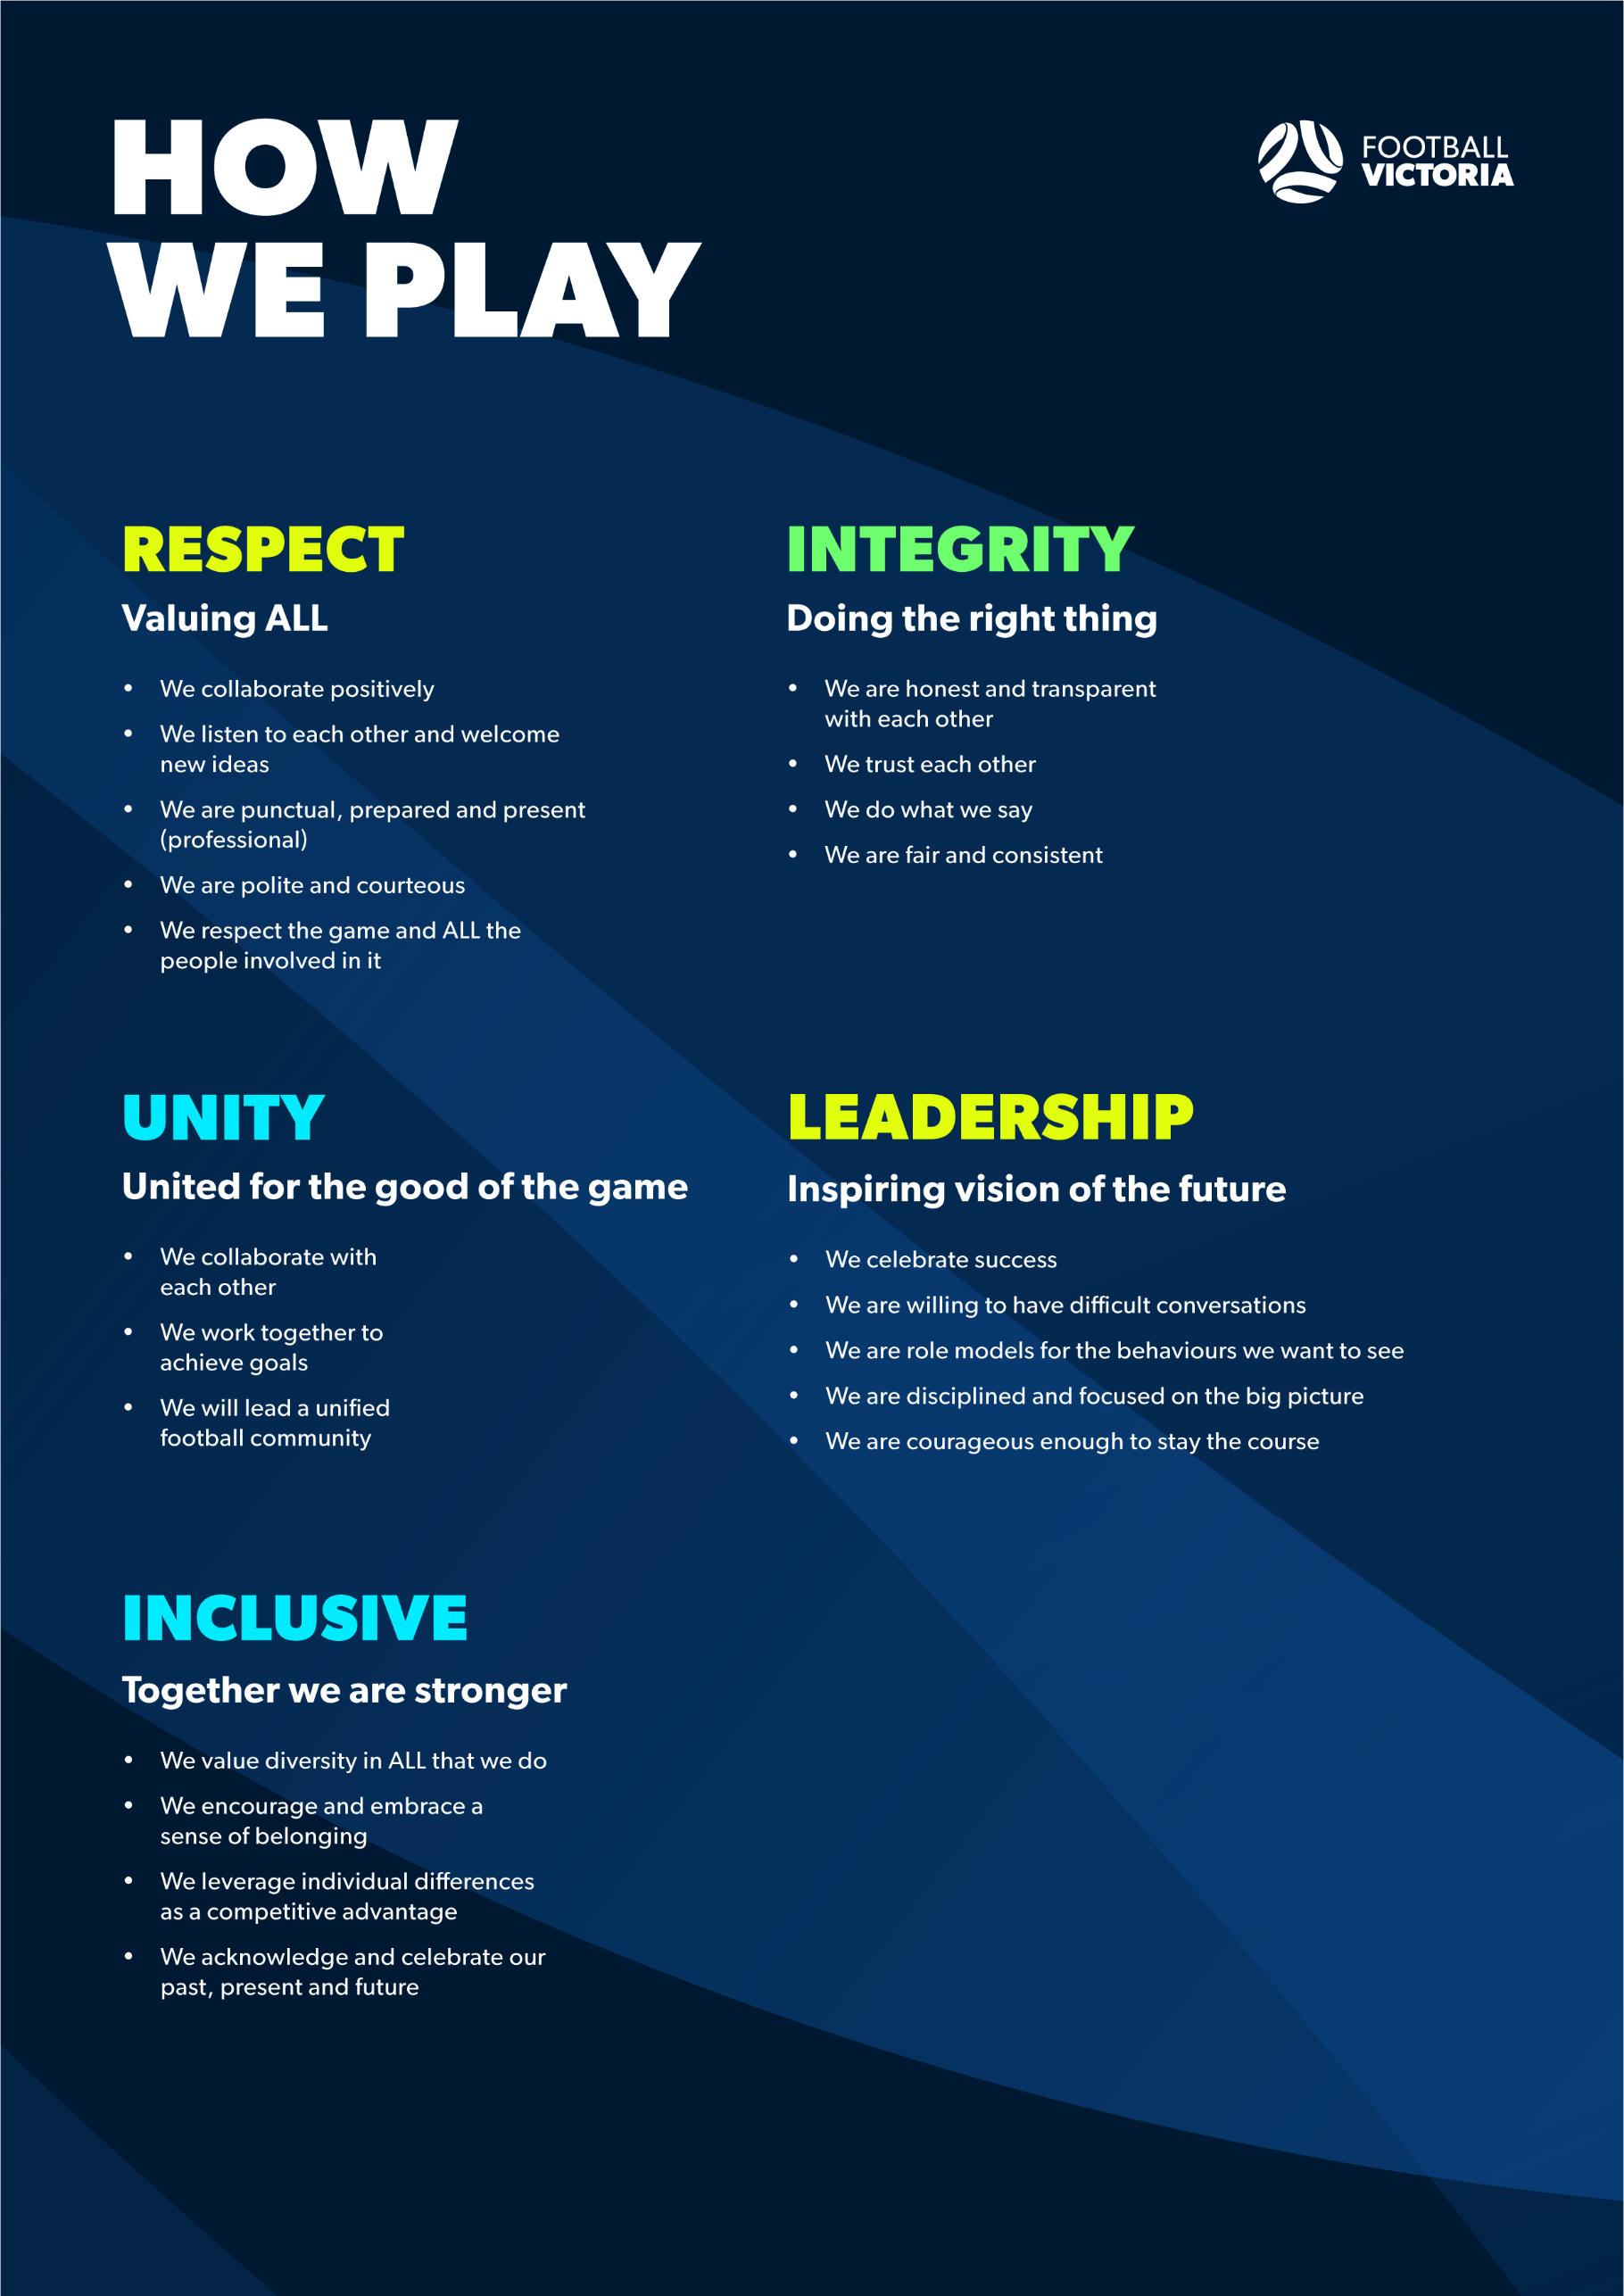 HOW
WE PLAY
FOOTBALL
VICTORIA
RESPECT
Valuing ALL
• We collaborate positively
• We listen to each other and welcome
new ideas
• We are punctual, prepared and present
(professional)
• We are polite and courteous
• We respect the game and ALL the
people involved in it
INTEGRITY
Doing the right thing
• We are honest and transparent
with each other
• We trust each other
• We do what we say
• We are fair and consistent
UNITY
United for the good of the game
• We collaborate with
each other
• We work together to
achieve goals
• We will lead a unified
football community
LEADERSHIP
Inspiring vision of the future
• We celebrate success
• We are willing to have difficult conversations
• We are role models for the behaviours we want to see
• We are disciplined and focused on the big picture
• We are courageous enough to stay the course
INCLUSIVE
Together we are stronger
• We value diversity in ALL that we do
• We encourage and embrace a
sense of belonging
• We leverage individual differences
as a competitive advantage
• We acknowledge and celebrate our
past, present and future